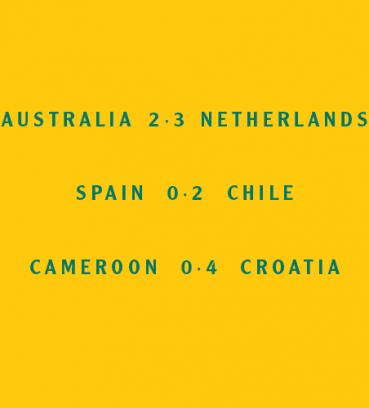 AUSTRALIA 2·3 NETHERLANDS
SPAIN 0·2 CHILE
CAMEROON 0·4 CROATIA